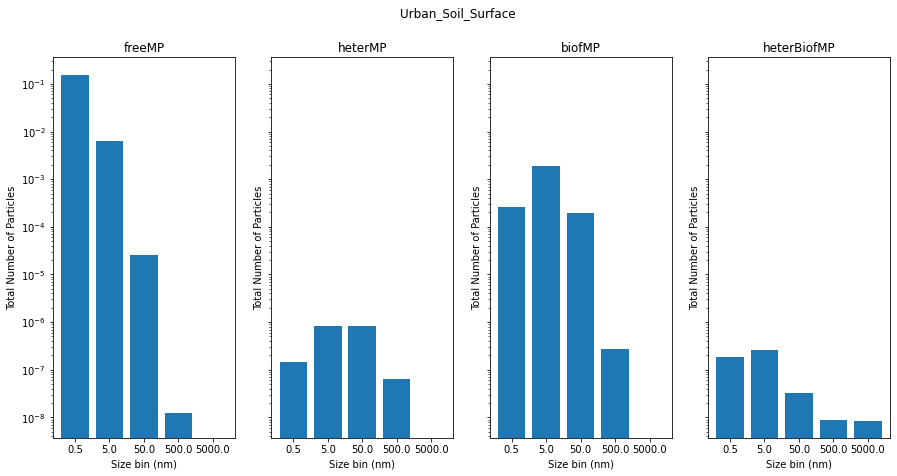 Urban_Soil_Surface
freeMP
heterMP
biofMP
heterBiofMP
Total Number of Particles
10⁻¹
10⁻²
10⁻³
10⁻⁴
10⁻⁵
10⁻⁶
10⁻⁷
10⁻⁸
Total Number of Particles
Total Number of Particles
Total Number of Particles
0.5 5.0 50.0 500.0 5000.0
0.5 5.0 50.0 500.0 5000.0
0.5 5.0 50.0 500.0 5000.0
0.5 5.0 50.0 500.0 5000.0
Size bin (nm)
Size bin (nm)
Size bin (nm)
Size bin (nm)